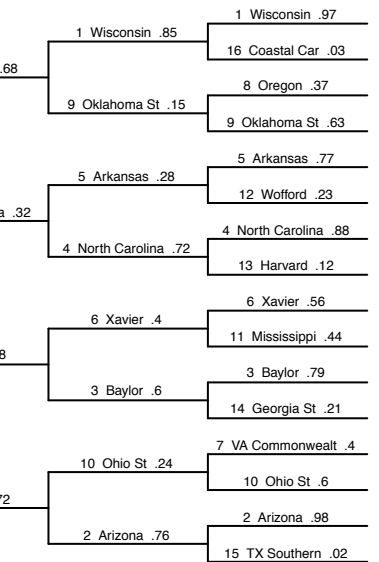 1 Wisconsin .97
1 Wisconsin .85
16 Coastal Car .03
.68
8 Oregon .37
9 Oklahoma St .15
9 Oklahoma St .63
5 Arkansas .77
5 Arkansas .28
12 Wofford .23
a .32
4 North Carolina .88
4 North Carolina .72
13 Harvard .12
6 Xavier .56
6 Xavier .4
11 Mississippi .44
8
3 Baylor .79
3 Baylor .6
14 Georgia St .21
7 VA Commonwealt .4
10 Ohio St .24
10 Ohio St .6
72
2 Arizona .98
2 Arizona .76
15 TX Southern .02